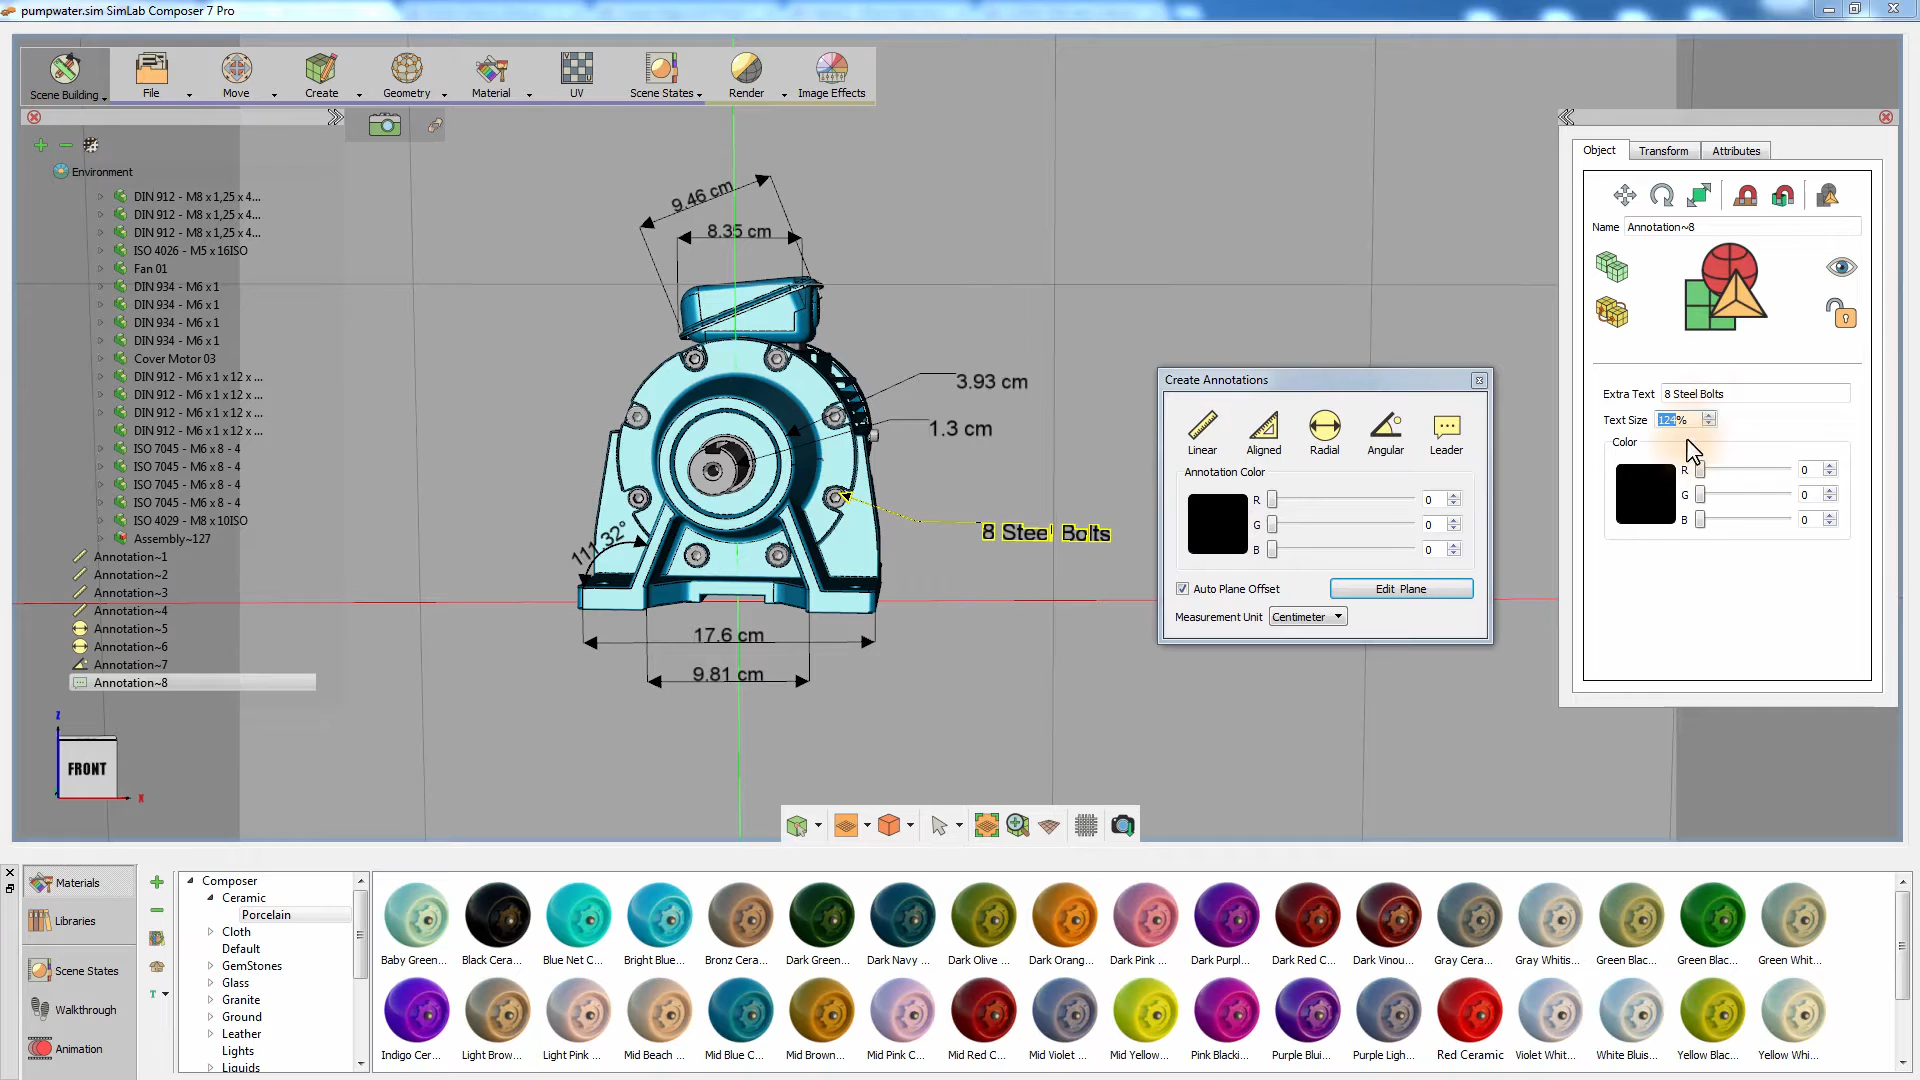 pumpwater.sim SimLab Composer 7 Pro
Scene Building
File
Move
Create
Geometry
Material
UV
Scene States
Render
Image Effects
Environment
DIN 912 - M8 x 1,25 x 4...
DIN 912 - M8 x 1,25 x 4...
DIN 912 - M8 x 1,25 x 4...
ISO 4026 - M5 x 16ISO
Fan 01
DIN 934 - M6 x 1
DIN 934 - M6 x 1
DIN 934 - M6 x 1
DIN 934 - M6 x 1
Cover Motor 03
DIN 912 - M6 x 1 x 12 x ...
DIN 912 - M6 x 1 x 12 x ...
DIN 912 - M6 x 1 x 12 x ...
DIN 912 - M6 x 1 x 12 x ...
ISO 7045 - M6 x 8 - 4
ISO 7045 - M6 x 8 - 4
ISO 7045 - M6 x 8 - 4
ISO 7045 - M6 x 8 - 4
ISO 4029 - M8 x 10ISO
Assembly~127
Annotation~1
Annotation~2
Annotation~3
Annotation~4
Annotation~5
Annotation~6
Annotation~7
Annotation~8
z
FRONT
x
9.46 cm
8.35 cm
3.93 cm
1.3 cm
8 Steel Bolts
111.32°
17.6 cm
9.81 cm
Create Annotations
Linear
Aligned
Radial
Angular
Leader
Annotation Color
R 0
G 0
B 0
Auto Plane Offset
Edit Plane
Measurement Unit Centimeter
Object
Transform
Attributes
Name Annotation~8
Extra Text 8 Steel Bolts
Text Size
Color
R 0
G 0
B 0
Materials
Libraries
Scene States
Walkthrough
Animation
T
Composer
Ceramic
Porcelain
Cloth
Default
GemStones
Glass
Granite
Ground
Leather
Lights
Liquids
Baby Green...
Black Cera...
Blue Net C...
Bright Blue...
Bronz Cera...
Dark Green...
Dark Navy ...
Dark Olive ...
Dark Orang...
Dark Pink ...
Dark Purpl...
Dark Red C...
Dark Vinou...
Gray Cera...
Gray Whitis...
Green Blac...
Green Blac...
Green Whit...
Indigo Cer...
Light Brow...
Light Pink ...
Mid Beach ...
Mid Blue C...
Mid Brown...
Mid Pink C...
Mid Red C...
Mid Violet ...
Mid Yellow...
Pink Blacki...
Purple Blui...
Purple Ligh...
Red Ceramic
Violet Whit...
White Bluis...
Yellow Blac...
Yellow Whi...